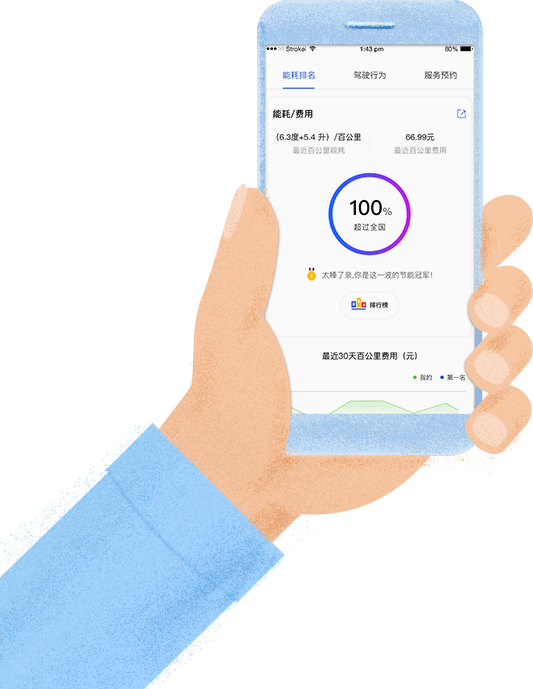 Strokei 1:43 pm 60%
能耗排名 驾驶行为 服务预约
能耗/费用
（6.3度+5.4 升）/百公里 66.99元
最近百公里能耗 最近百公里费用
100%
超过全国
太棒了亲,你是这一波的节能冠军!
排行榜
最近30天百公里费用（元）
我的 第一名